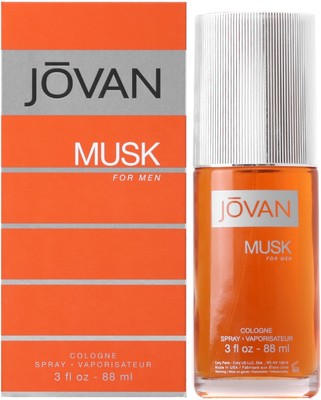 JŌVAN
MUSK
FOR MEN
COLOGNE
SPRAY • VAPORISATEUR
3 fl oz - 88 ml
JŌVAN
MUSK
FOR MEN
COLOGNE
SPRAY • VAPORISATEUR
3 fl oz - 88 ml